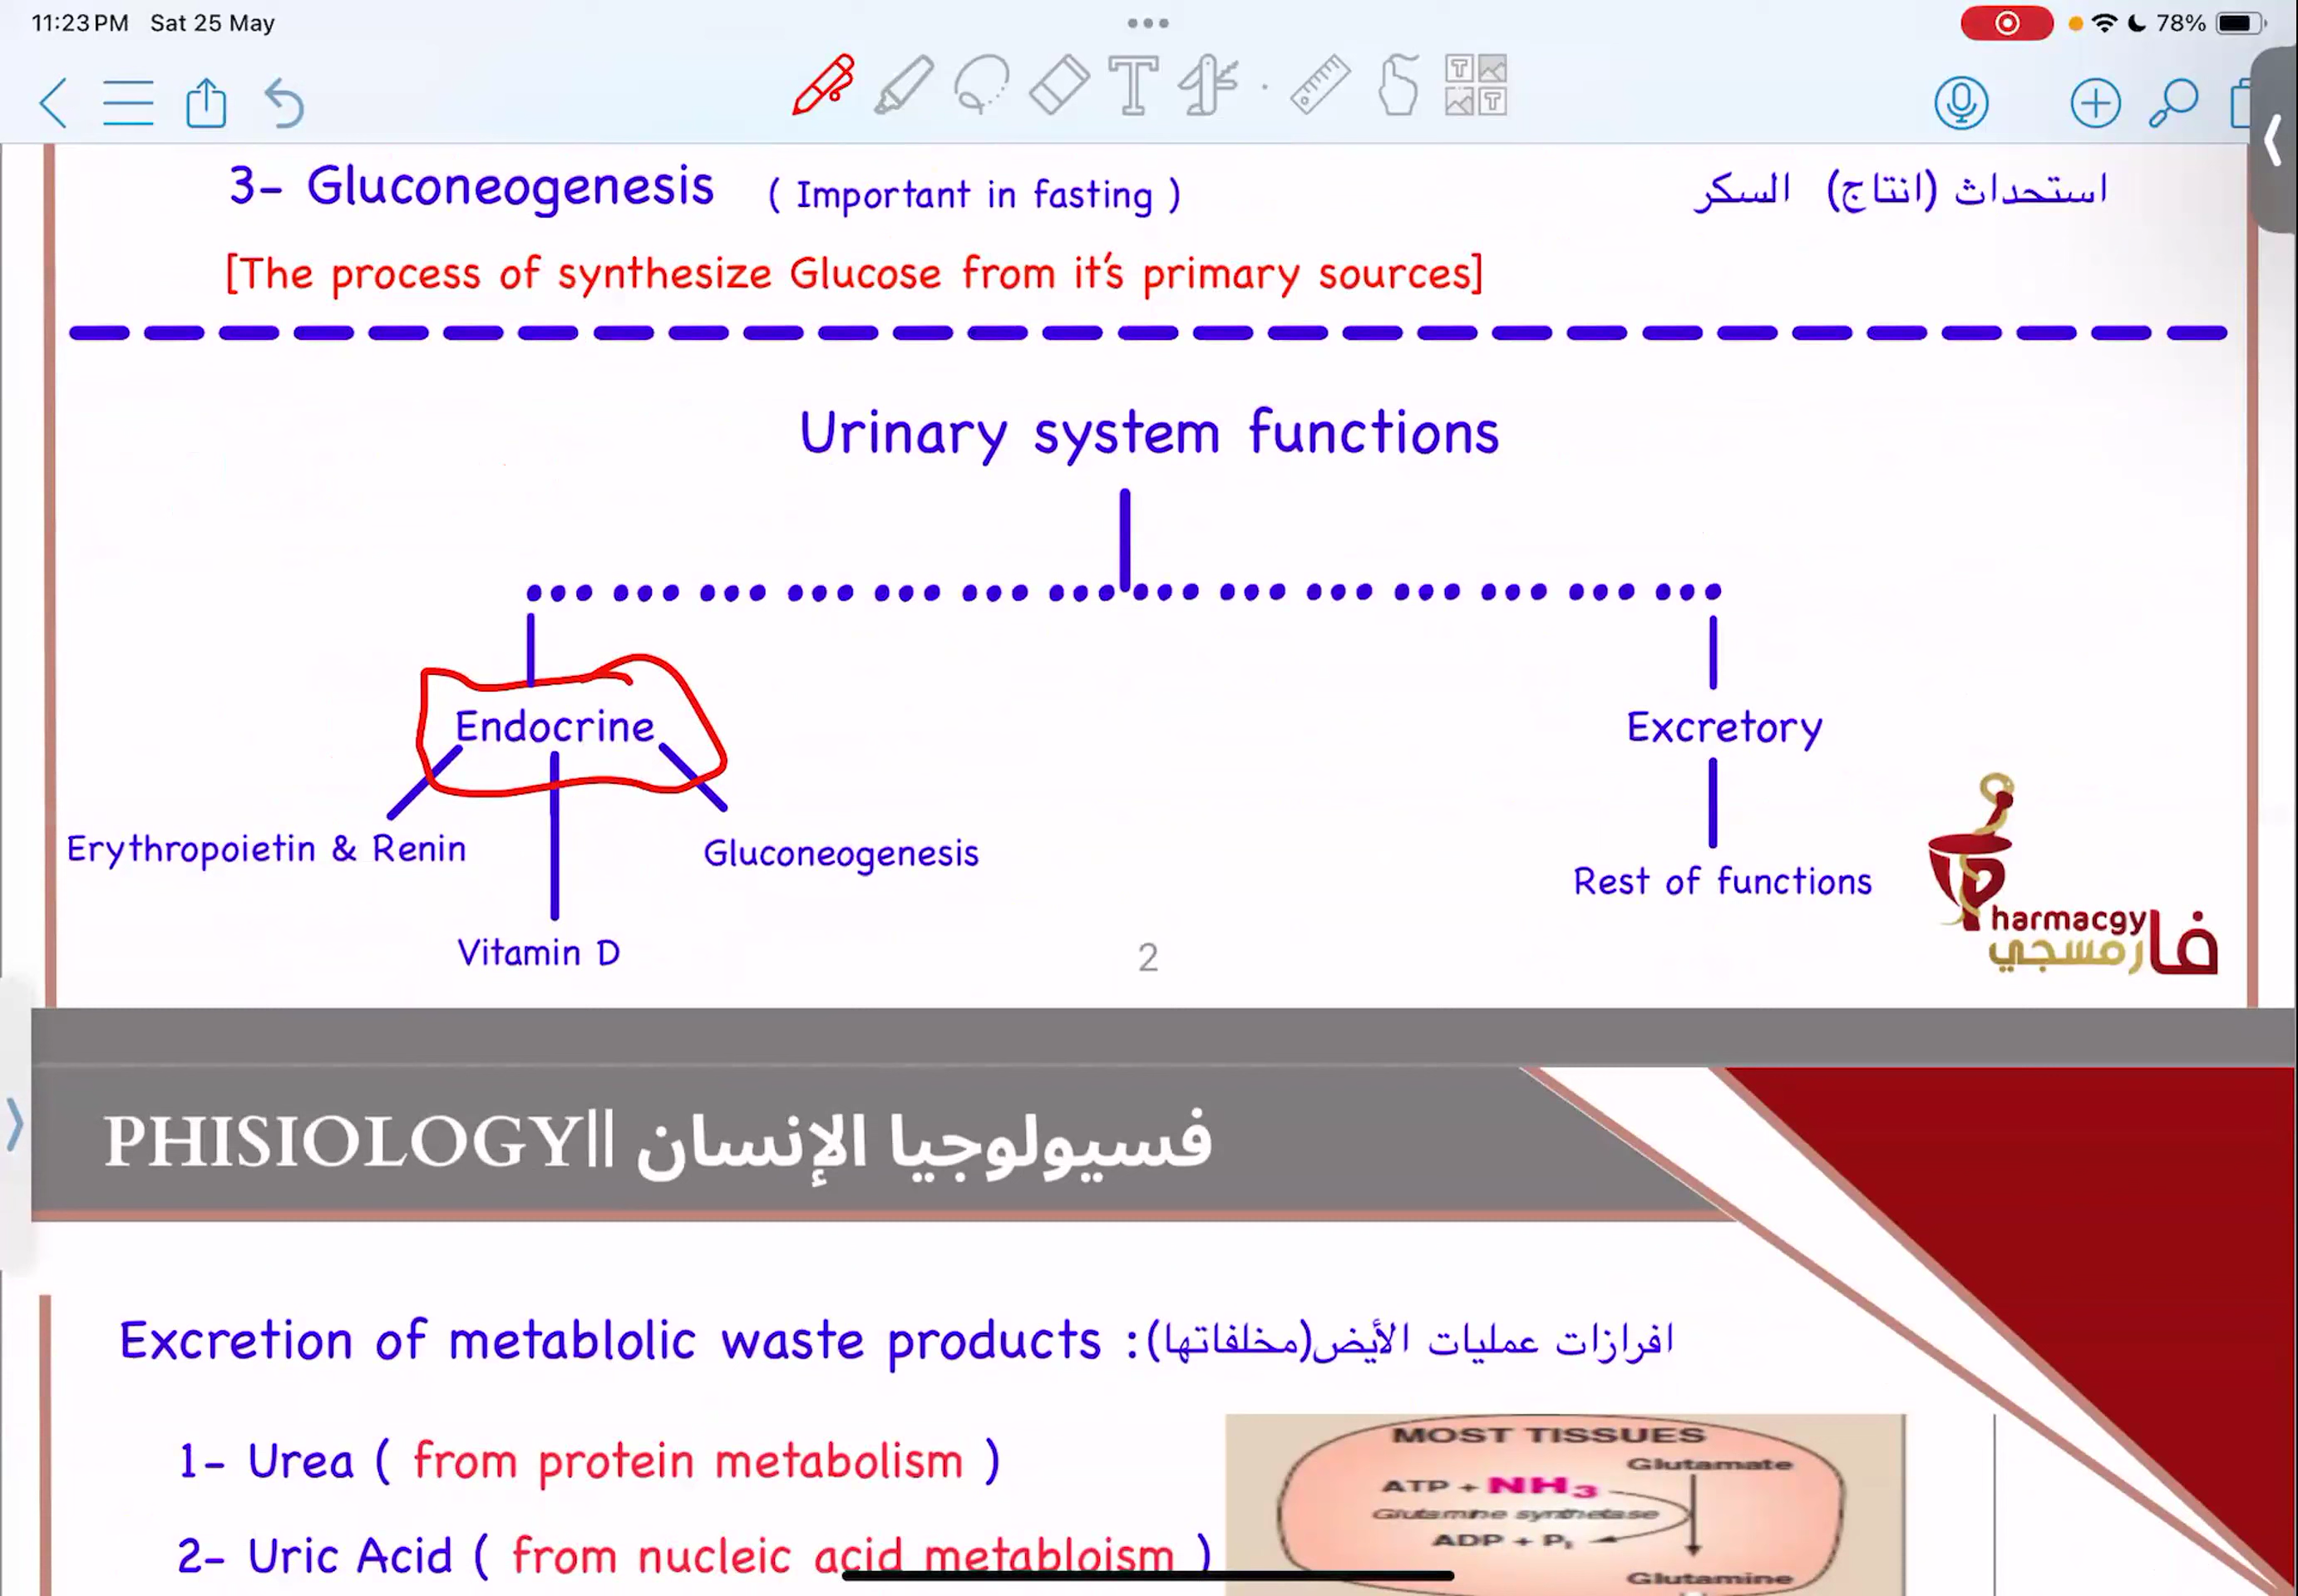 11:23 PM Sat 25 May
78%
3- Gluconeogenesis ( Important in fasting ) استحداث (انتاج) السكر
[The process of synthesize Glucose from it's primary sources]
Urinary system functions
Endocrine
Excretory
Erythropoietin & Renin
Gluconeogenesis
Rest of functions
Vitamin D
2
Pharmacgy
فارمسجي
PHISIOLOGY|| فسيولوجيا الإنسان
Excretion of metablolic waste products : افرازات عمليات الأيض(مخلفاتها)
1- Urea ( from protein metabolism )
2- Uric Acid ( from nucleic acid metabloism )
MOST TISSUES
Glutamate
ATP + NH3
Glutamine synthetase
ADP + Pi
Glutamine